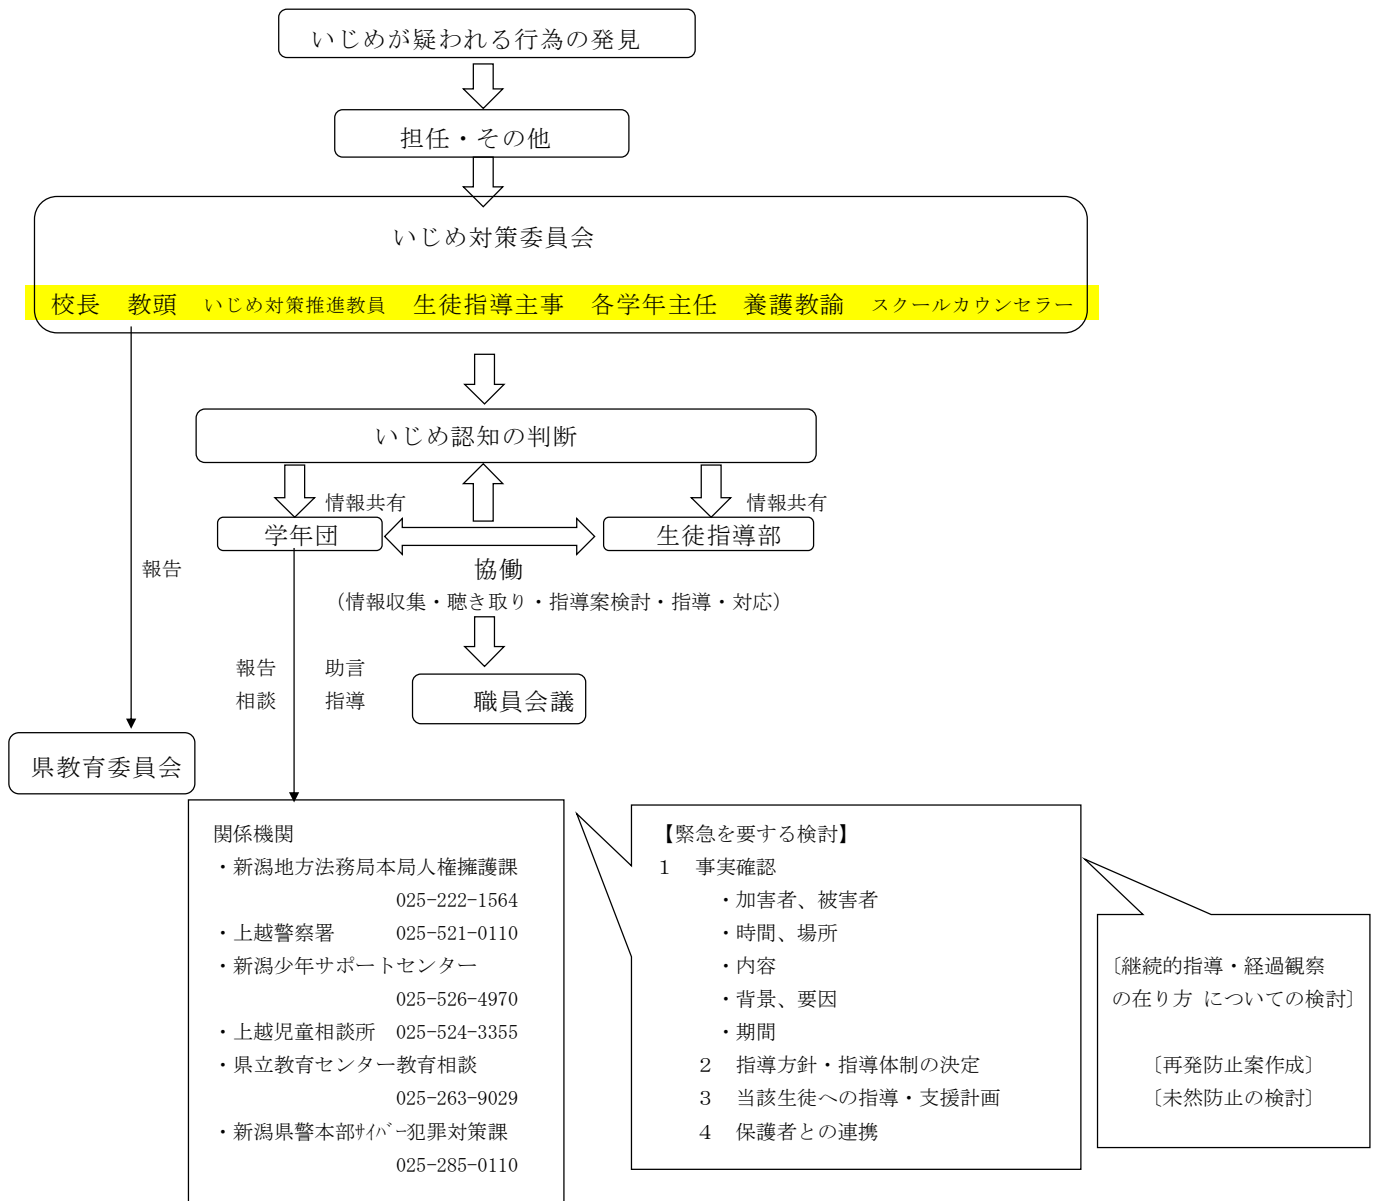 いじめが疑われる行為の発見
担任・その他
いじめ対策委員会
校長 教頭 いじめ対策推進教員 生徒指導主事 各学年主任 養護教諭 スクールカウンセラー
いじめ認知の判断
情報共有
情報共有
学年団
生徒指導部
報告
協働
（情報収集・聴き取り・指導案検討・指導・対応）
報告 助言
相談 指導
職員会議
県教育委員会
関係機関
・新潟地方法務局本局人権擁護課
025-222-1564
・上越警察署 025-521-0110
・新潟少年サポートセンター
025-526-4970
・上越児童相談所 025-524-3355
・県立教育センター教育相談
025-263-9029
・新潟県警本部ｻｲﾊﾞｰ犯罪対策課
025-285-0110
【緊急を要する検討】
１ 事実確認
・加害者、被害者
・時間、場所
・内容
・背景、要因
・期間
２ 指導方針・指導体制の決定
３ 当該生徒への指導・支援計画
４ 保護者との連携
〔継続的指導・経過観察
の在り方 についての検討〕
〔再発防止案作成〕
〔未然防止の検討〕